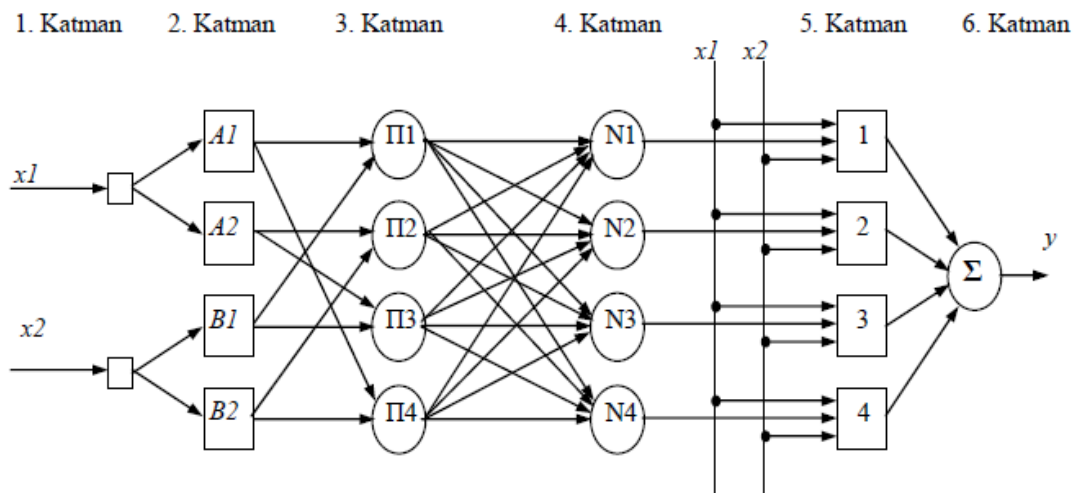 1. Katman 2. Katman 3. Katman 4. Katman 5. Katman 6. Katman
x1 x2
A1 Π1 N1 1
x1
A2 Π2 N2 2
y
Σ
B1 Π3 N3 3
x2
B2 Π4 N4 4